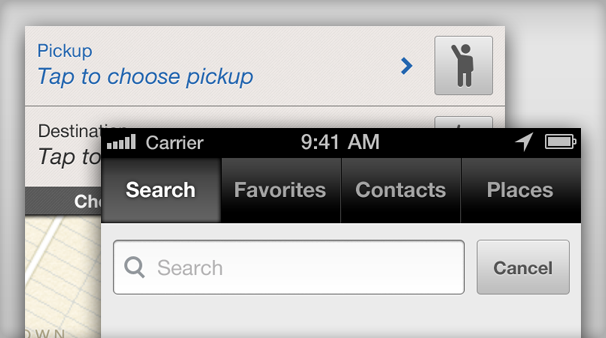 Pickup
Tap to choose pickup
Destination
Tap to
Carrier 9:41 AM
Search Favorites Contacts Places
Search Cancel
OWN